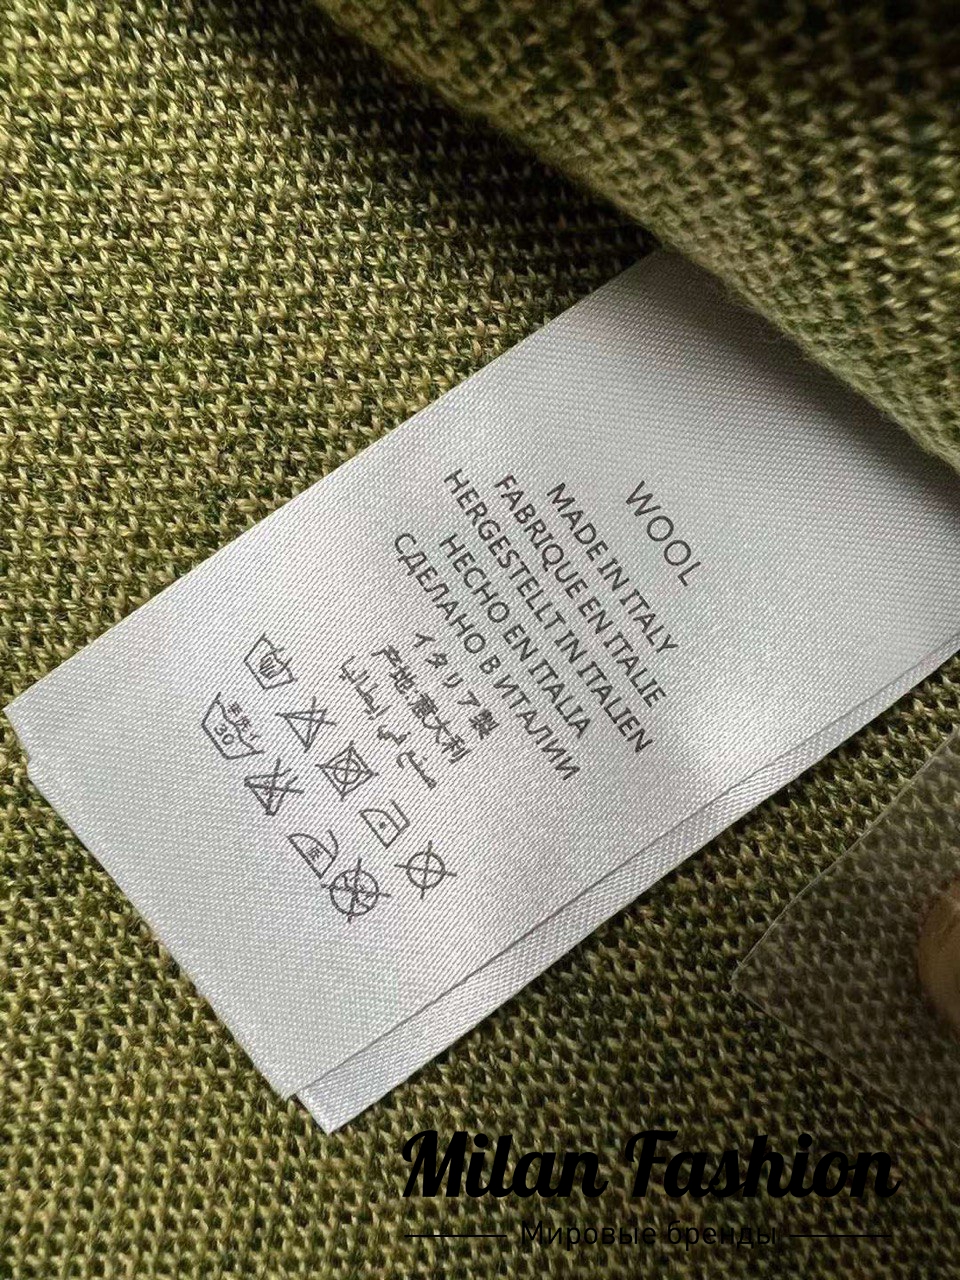 WOOL
MADE IN ITALY
FABRIQUE EN ITALIE
HERGESTELLT IN ITALIEN
HECHO EN ITALIA
СДЕЛАНО В ИТАЛИИ
イタリア製
产地:意大利
30
Milan Fashion
Мировые бренды